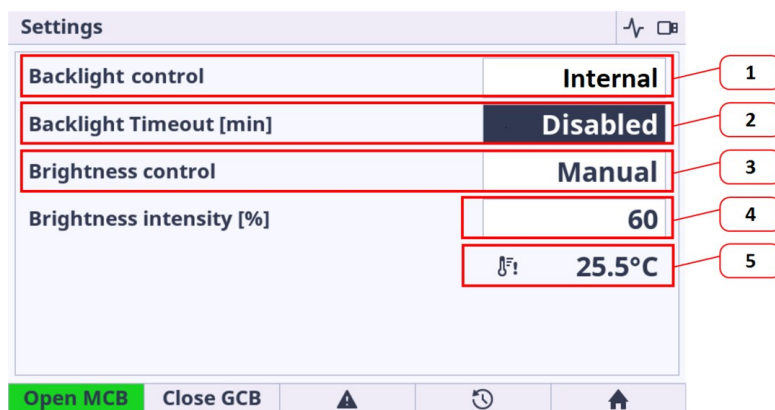 Settings
Backlight control Internal 1
Backlight Timeout [min] Disabled 2
Brightness control Manual 3
Brightness intensity [%] 60 4
25.5°C 5
Open MCB Close GCB